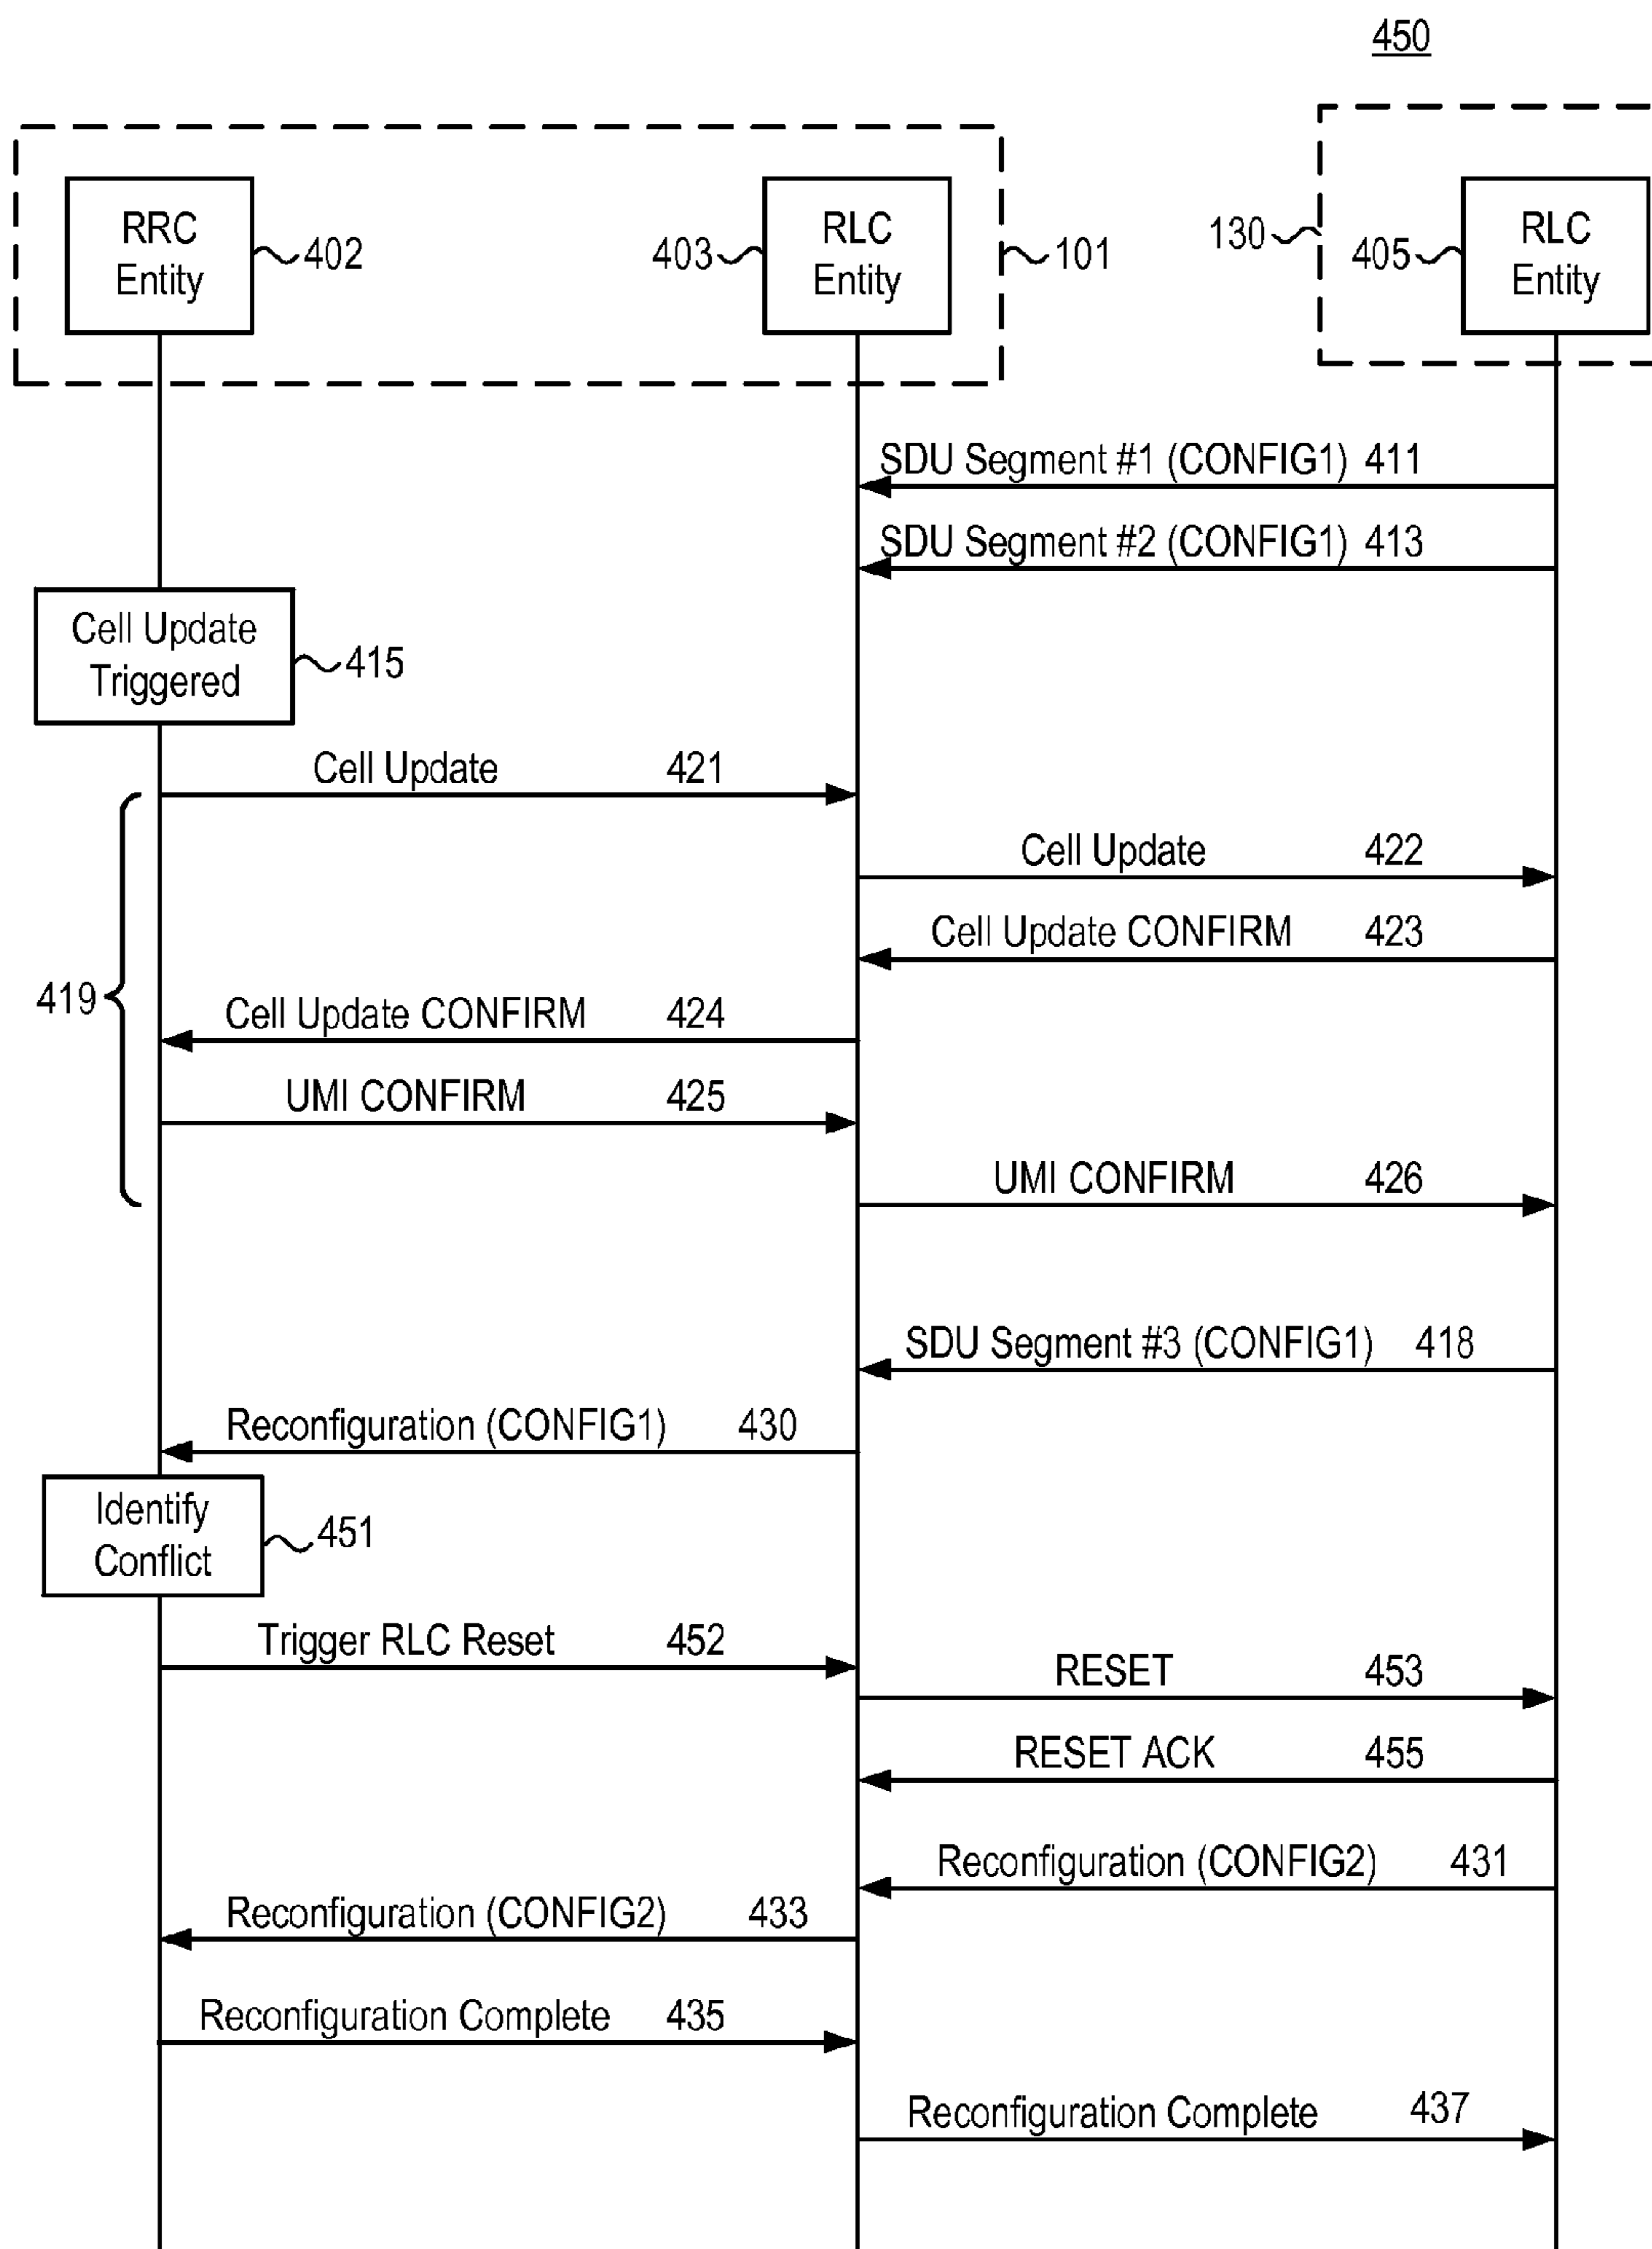 450
RRC
Entity
402
403
RLC
Entity
101
130
405
RLC
Entity
SDU Segment #1 (CONFIG1) 411
SDU Segment #2 (CONFIG1) 413
Cell Update
Triggered
415
Cell Update 421
Cell Update 422
Cell Update CONFIRM 423
419
Cell Update CONFIRM 424
UMI CONFIRM 425
UMI CONFIRM 426
SDU Segment #3 (CONFIG1) 418
Reconfiguration (CONFIG1) 430
Identify
Conflict
451
Trigger RLC Reset 452
RESET 453
RESET ACK 455
Reconfiguration (CONFIG2) 431
Reconfiguration (CONFIG2) 433
Reconfiguration Complete 435
Reconfiguration Complete 437